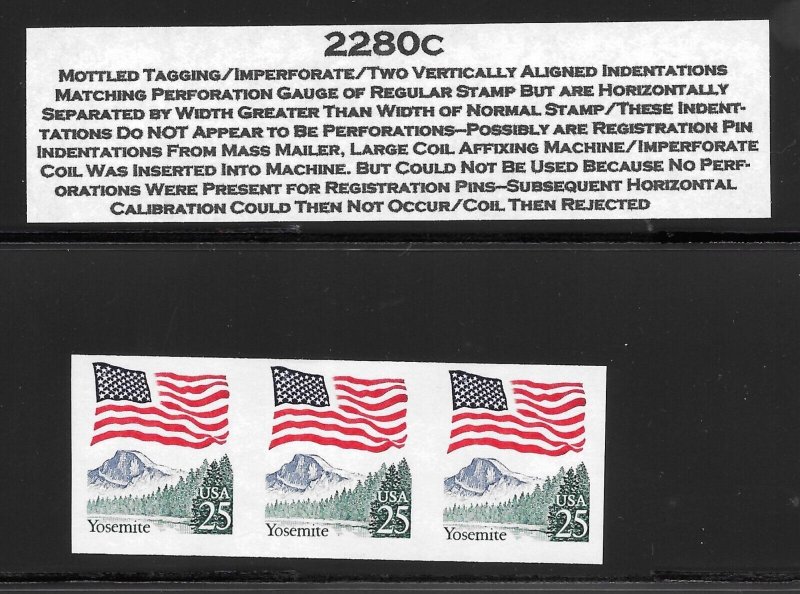 2280c
Mottled Tagging/Imperforate/Two Vertically Aligned Indentations
Matching Perforation Gauge of Regular Stamp But are Horizontally
Separated by Width Greater Than Width of Normal Stamp/These Indent-
tations Do NOT Appear to Be Perforations—Possibly are Registration Pin
Indentations From Mass Mailer, Large Coil Affixing Machine/Imperforate
Coil Was Inserted Into Machine. But Could Not Be Used Because No Perf-
orations Were Present for Registration Pins—Subsequent Horizontal
Calibration Could Then Not Occur/Coil Then Rejected
USA
25
Yosemite
USA
25
Yosemite
USA
25
Yosemite